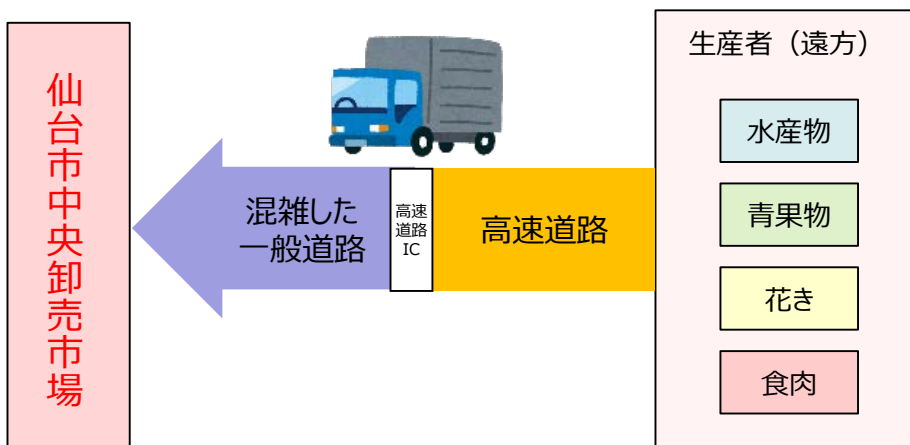 仙台市中央卸売市場
混雑した
一般道路
高速
道路
IC
高速道路
生産者（遠方）
水産物
青果物
花き
食肉